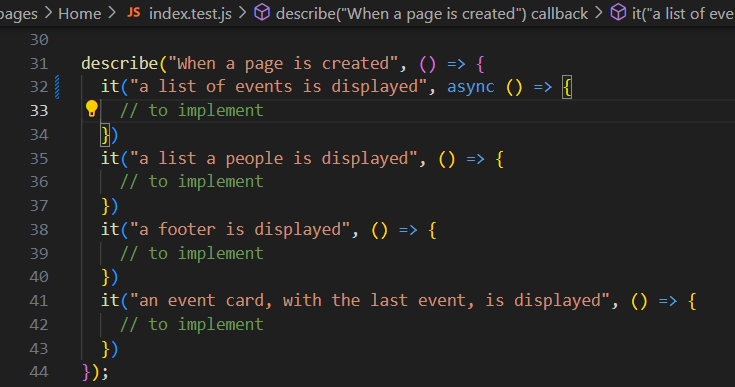 pages > Home > JS index.test.js > describe("When a page is created") callback > it("a list of eve
30
31 describe("When a page is created", () => {
32 it("a list of events is displayed", async () => {
33 // to implement
34 })
35 it("a list a people is displayed", () => {
36 // to implement
37 })
38 it("a footer is displayed", () => {
39 // to implement
40 })
41 it("an event card, with the last event, is displayed", () => {
42 // to implement
43 })
44 });